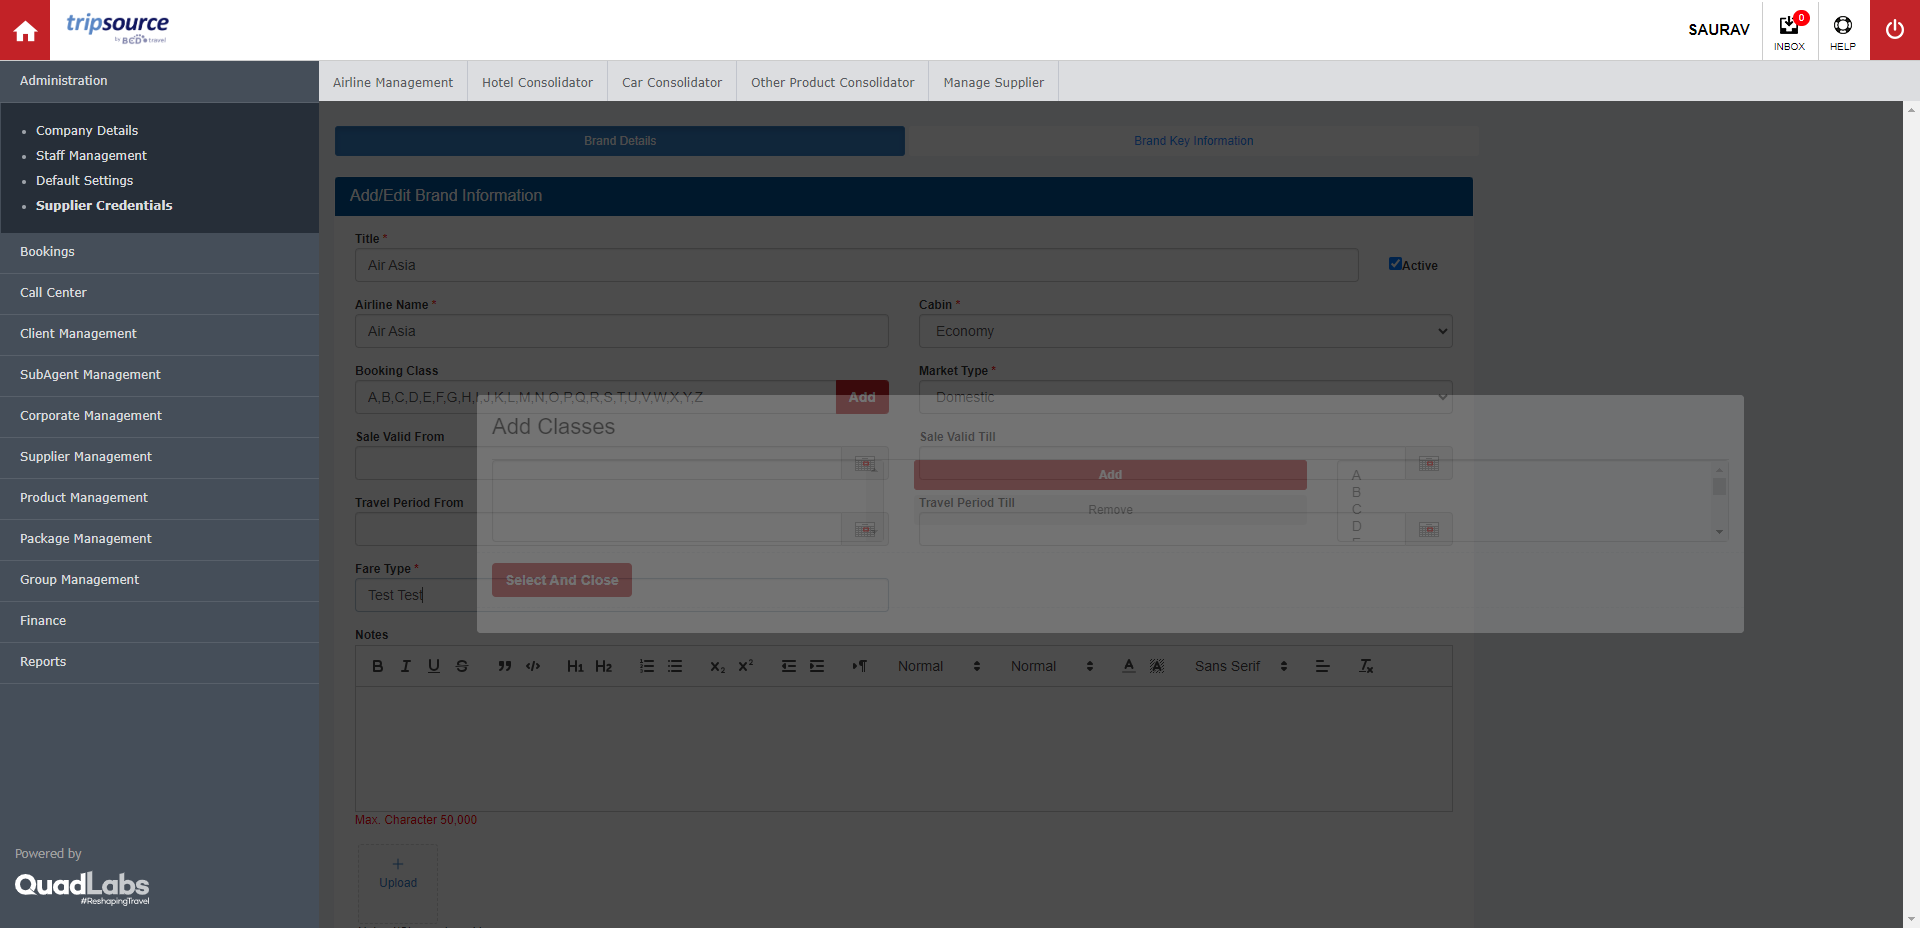 tripsource
by BCD travel
SAURAV
0
INBOX
HELP
Administration
Company Details
Staff Management
Default Settings
Supplier Credentials
Bookings
Call Center
Client Management
SubAgent Management
Corporate Management
Supplier Management
Product Management
Package Management
Group Management
Finance
Reports
Powered by
QuadLabs
#ReshapingTravel
Airline Management
Hotel Consolidator
Car Consolidator
Other Product Consolidator
Manage Supplier
Brand Details
Brand Key Information
Add/Edit Brand Information
Title *
Air Asia
Active
Airline Name *
Cabin *
Air Asia
Economy
Booking Class
Market Type *
A,B,C,D,E,F,G,H,I,J,K,L,M,N,O,P,Q,R,S,T,U,V,W,X,Y,Z
Add
Domestic
Add Classes
Sale Valid From
Sale Valid Till
Add
A
B
C
D
Travel Period From
Travel Period Till
Remove
Fare Type *
Select And Close
Test Test
Notes
B I U S H1 H2 X2 X2 Normal Normal A A Sans Serif Tx
Max. Character 50,000
+
Upload